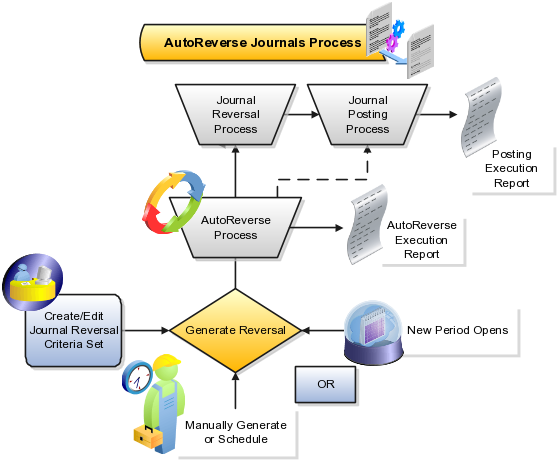 AutoReverse Journals Process
Journal
Reversal
Process
Journal
Posting
Process
Posting
Execution
Report
AutoReverse
Process
AutoReverse
Execution
Report
Create/Edit
Journal Reversal
Criteria Set
Generate Reversal
New Period Opens
OR
Manually Generate
or Schedule